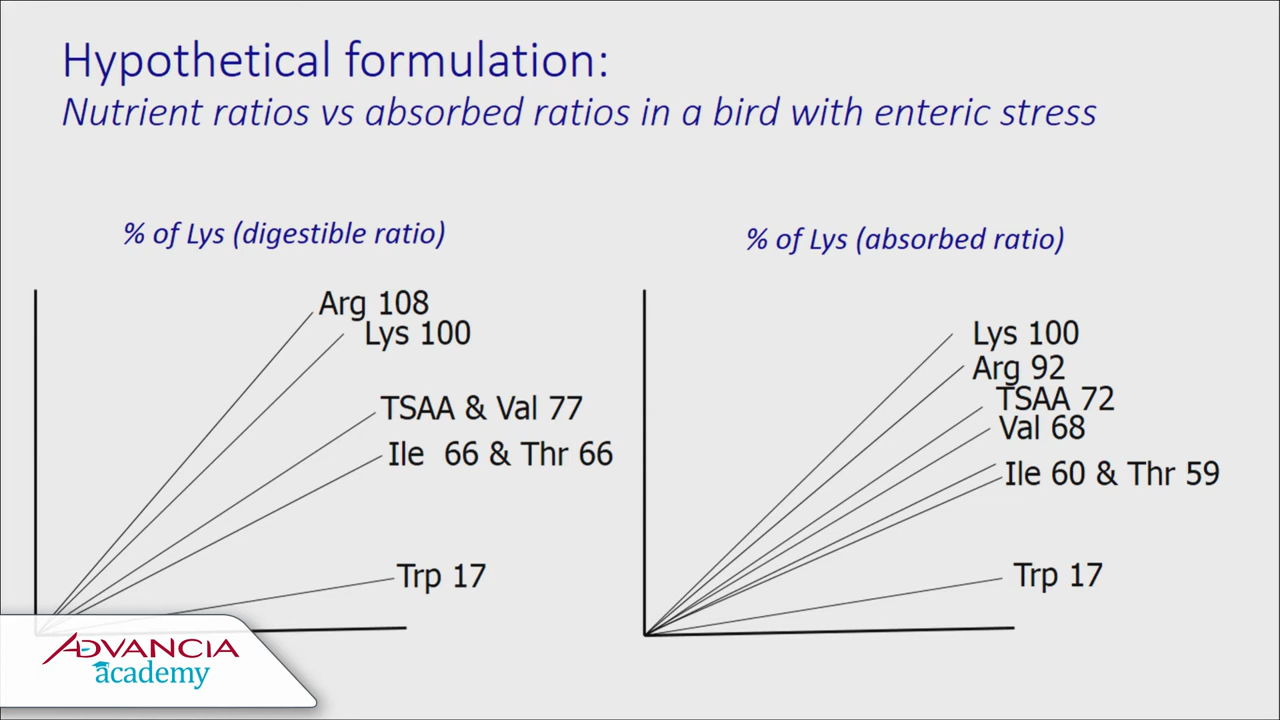 Hypothetical formulation:
Nutrient ratios vs absorbed ratios in a bird with enteric stress
% of Lys (digestible ratio)
Arg 108
Lys 100
TSAA & Val 77
Ile  66 & Thr 66
Trp 17
% of Lys (absorbed ratio)
Lys 100
Arg 92
TSAA 72
Val 68
Ile 60 & Thr 59
Trp 17
ADVANCIA
academy